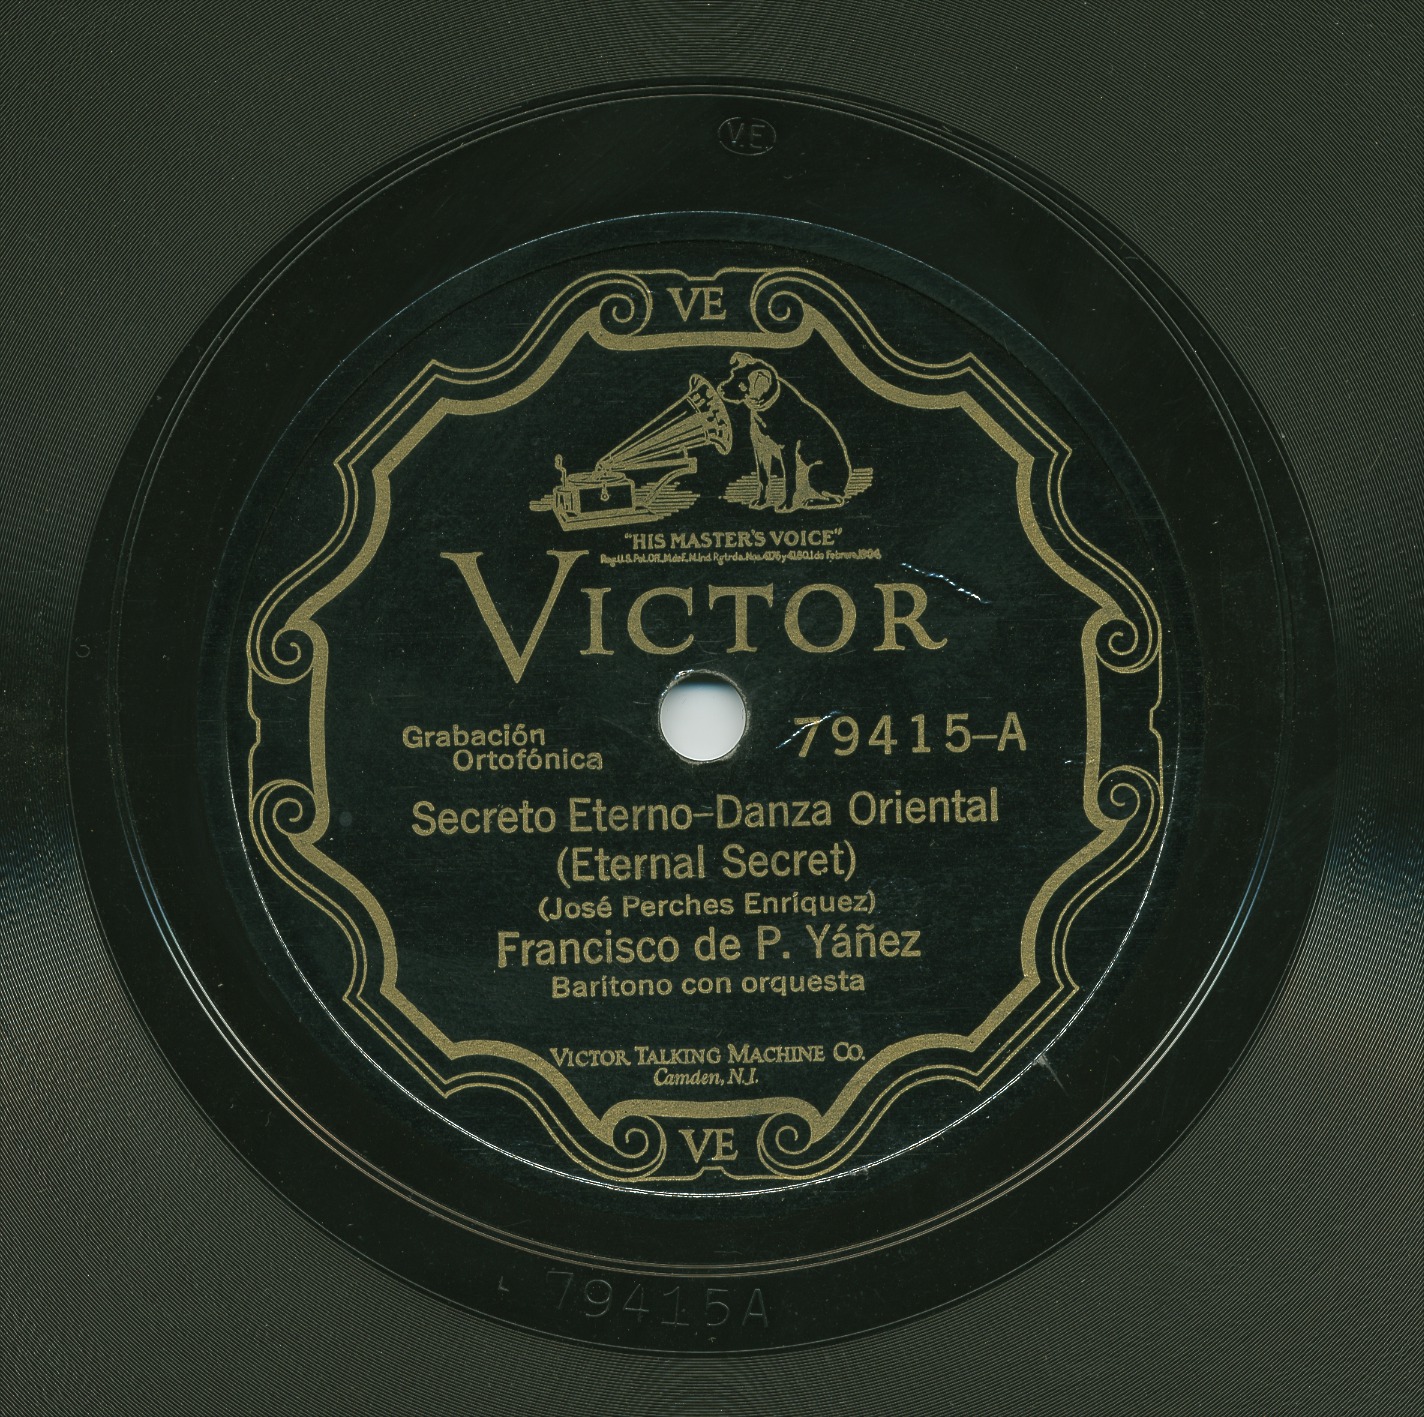 V.E.
VE
"HIS MASTER'S VOICE"
VICTOR
Grabación
Ortofónica
79415-A
Secreto Eterno-Danza Oriental
(Eternal Secret)
(José Perches Enríquez)
Francisco de P. Yáñez
Barítono con orquesta
VICTOR TALKING MACHINE CO.
Camden, N.J.
VE
79415A